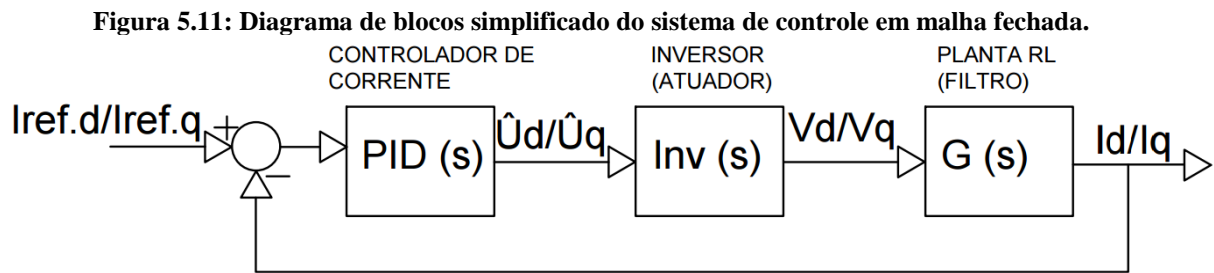 Figura 5.11: Diagrama de blocos simplificado do sistema de controle em malha fechada.
CONTROLADOR DE
CORRENTE
INVERSOR
(ATUADOR)
PLANTA RL
(FILTRO)
Iref.d/Iref.q
+
−
PID (s)
Ûd/Ûq
Inv (s)
Vd/Vq
G (s)
Id/Iq